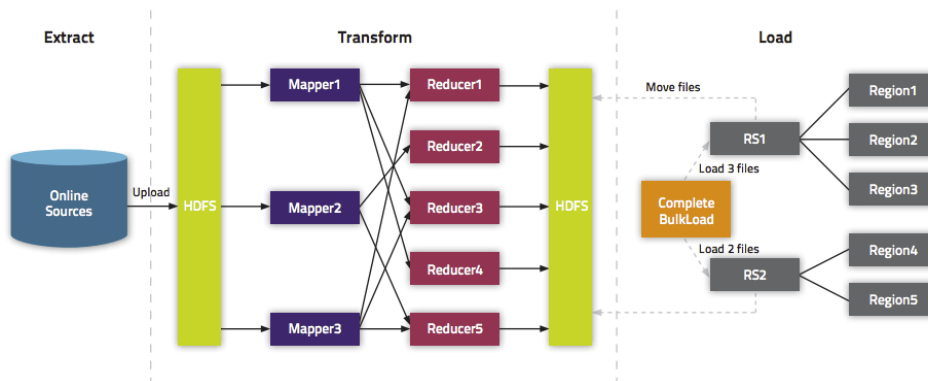 Extract
Transform
Load
Online
Sources
Upload
HDFS
Mapper1
Mapper2
Mapper3
Reducer1
Reducer2
Reducer3
Reducer4
Reducer5
HDFS
Move files
RS1
Load 3 files
Complete
BulkLoad
Load 2 files
RS2
Region1
Region2
Region3
Region4
Region5